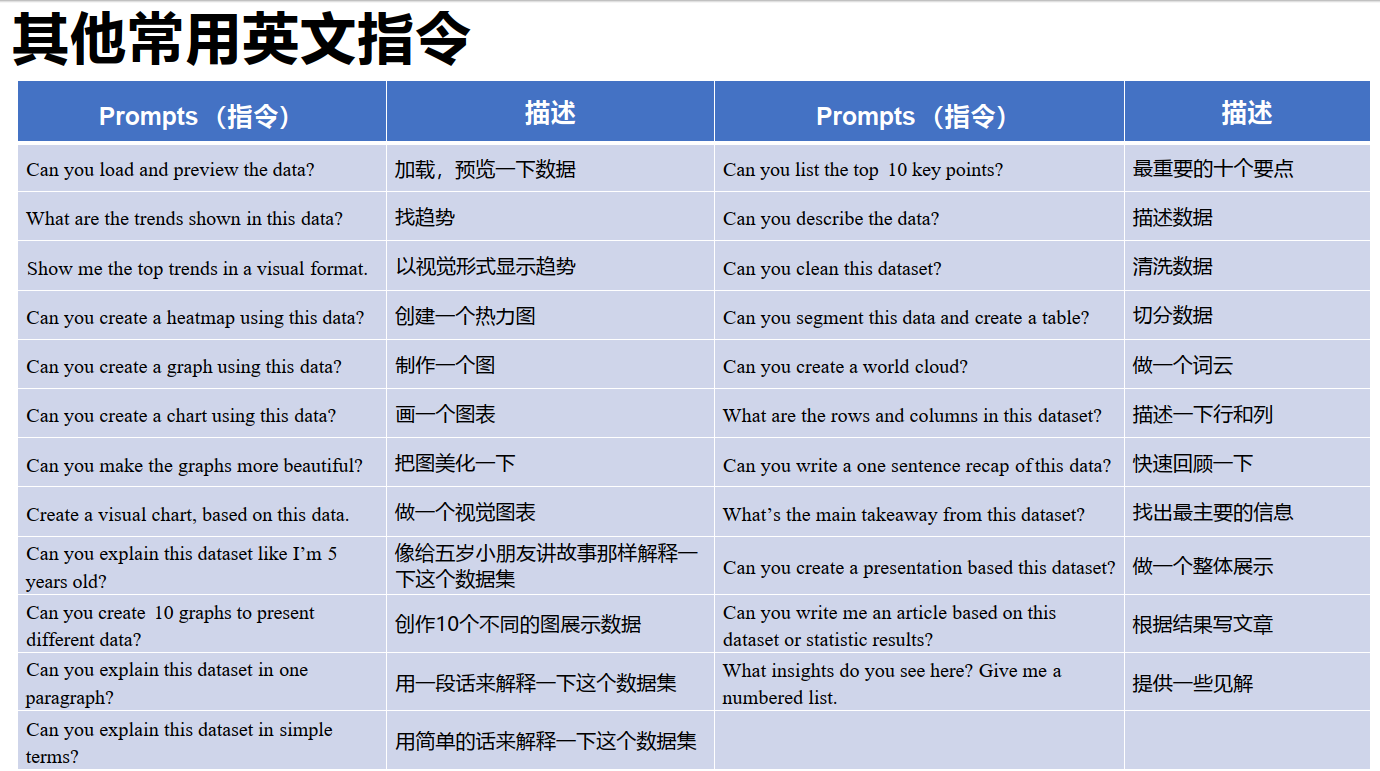 其他常用英文指令
Prompts（指令） 描述 Prompts（指令） 描述
Can you load and preview the data? 加载，预览一下数据 Can you list the top 10 key points? 最重要的十个要点
What are the trends shown in this data? 找趋势 Can you describe the data? 描述数据
Show me the top trends in a visual format. 以视觉形式显示趋势 Can you clean this dataset? 清洗数据
Can you create a heatmap using this data? 创建一个热力图 Can you segment this data and create a table? 切分数据
Can you create a graph using this data? 制作一个图 Can you create a world cloud? 做一个词云
Can you create a chart using this data? 画一个图表 What are the rows and columns in this dataset? 描述一下行和列
Can you make the graphs more beautiful? 把图美化一下 Can you write a one sentence recap of this data? 快速回顾一下
Create a visual chart, based on this data. 做一个视觉图表 What's the main takeaway from this dataset? 找出最主要的信息
Can you explain this dataset like I'm 5
years old?
像给五岁小朋友讲故事那样解释一
下这个数据集
Can you create a presentation based this dataset? 做一个整体展示
Can you create 10 graphs to present
different data?
创作10个不同的图展示数据
Can you write me an article based on this
dataset or statistic results?
根据结果写文章
Can you explain this dataset in one
paragraph?
用一段话来解释一下这个数据集
What insights do you see here? Give me a
numbered list.
提供一些见解
Can you explain this dataset in simple
terms?
用简单的话来解释一下这个数据集